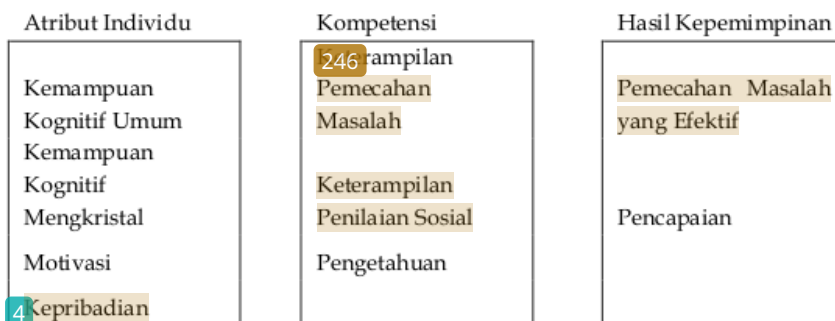 Atribut Individu
Kemampuan
Kognitif Umum
Kemampuan
Kognitif
Mengkristal
Motivasi
4
Kepribadian
Kompetensi
246
Pemecahan
Masalah
Keterampilan
Penilaian Sosial
Pengetahuan
Hasil Kepemimpinan
Pemecahan Masalah
yang Efektif
Pencapaian